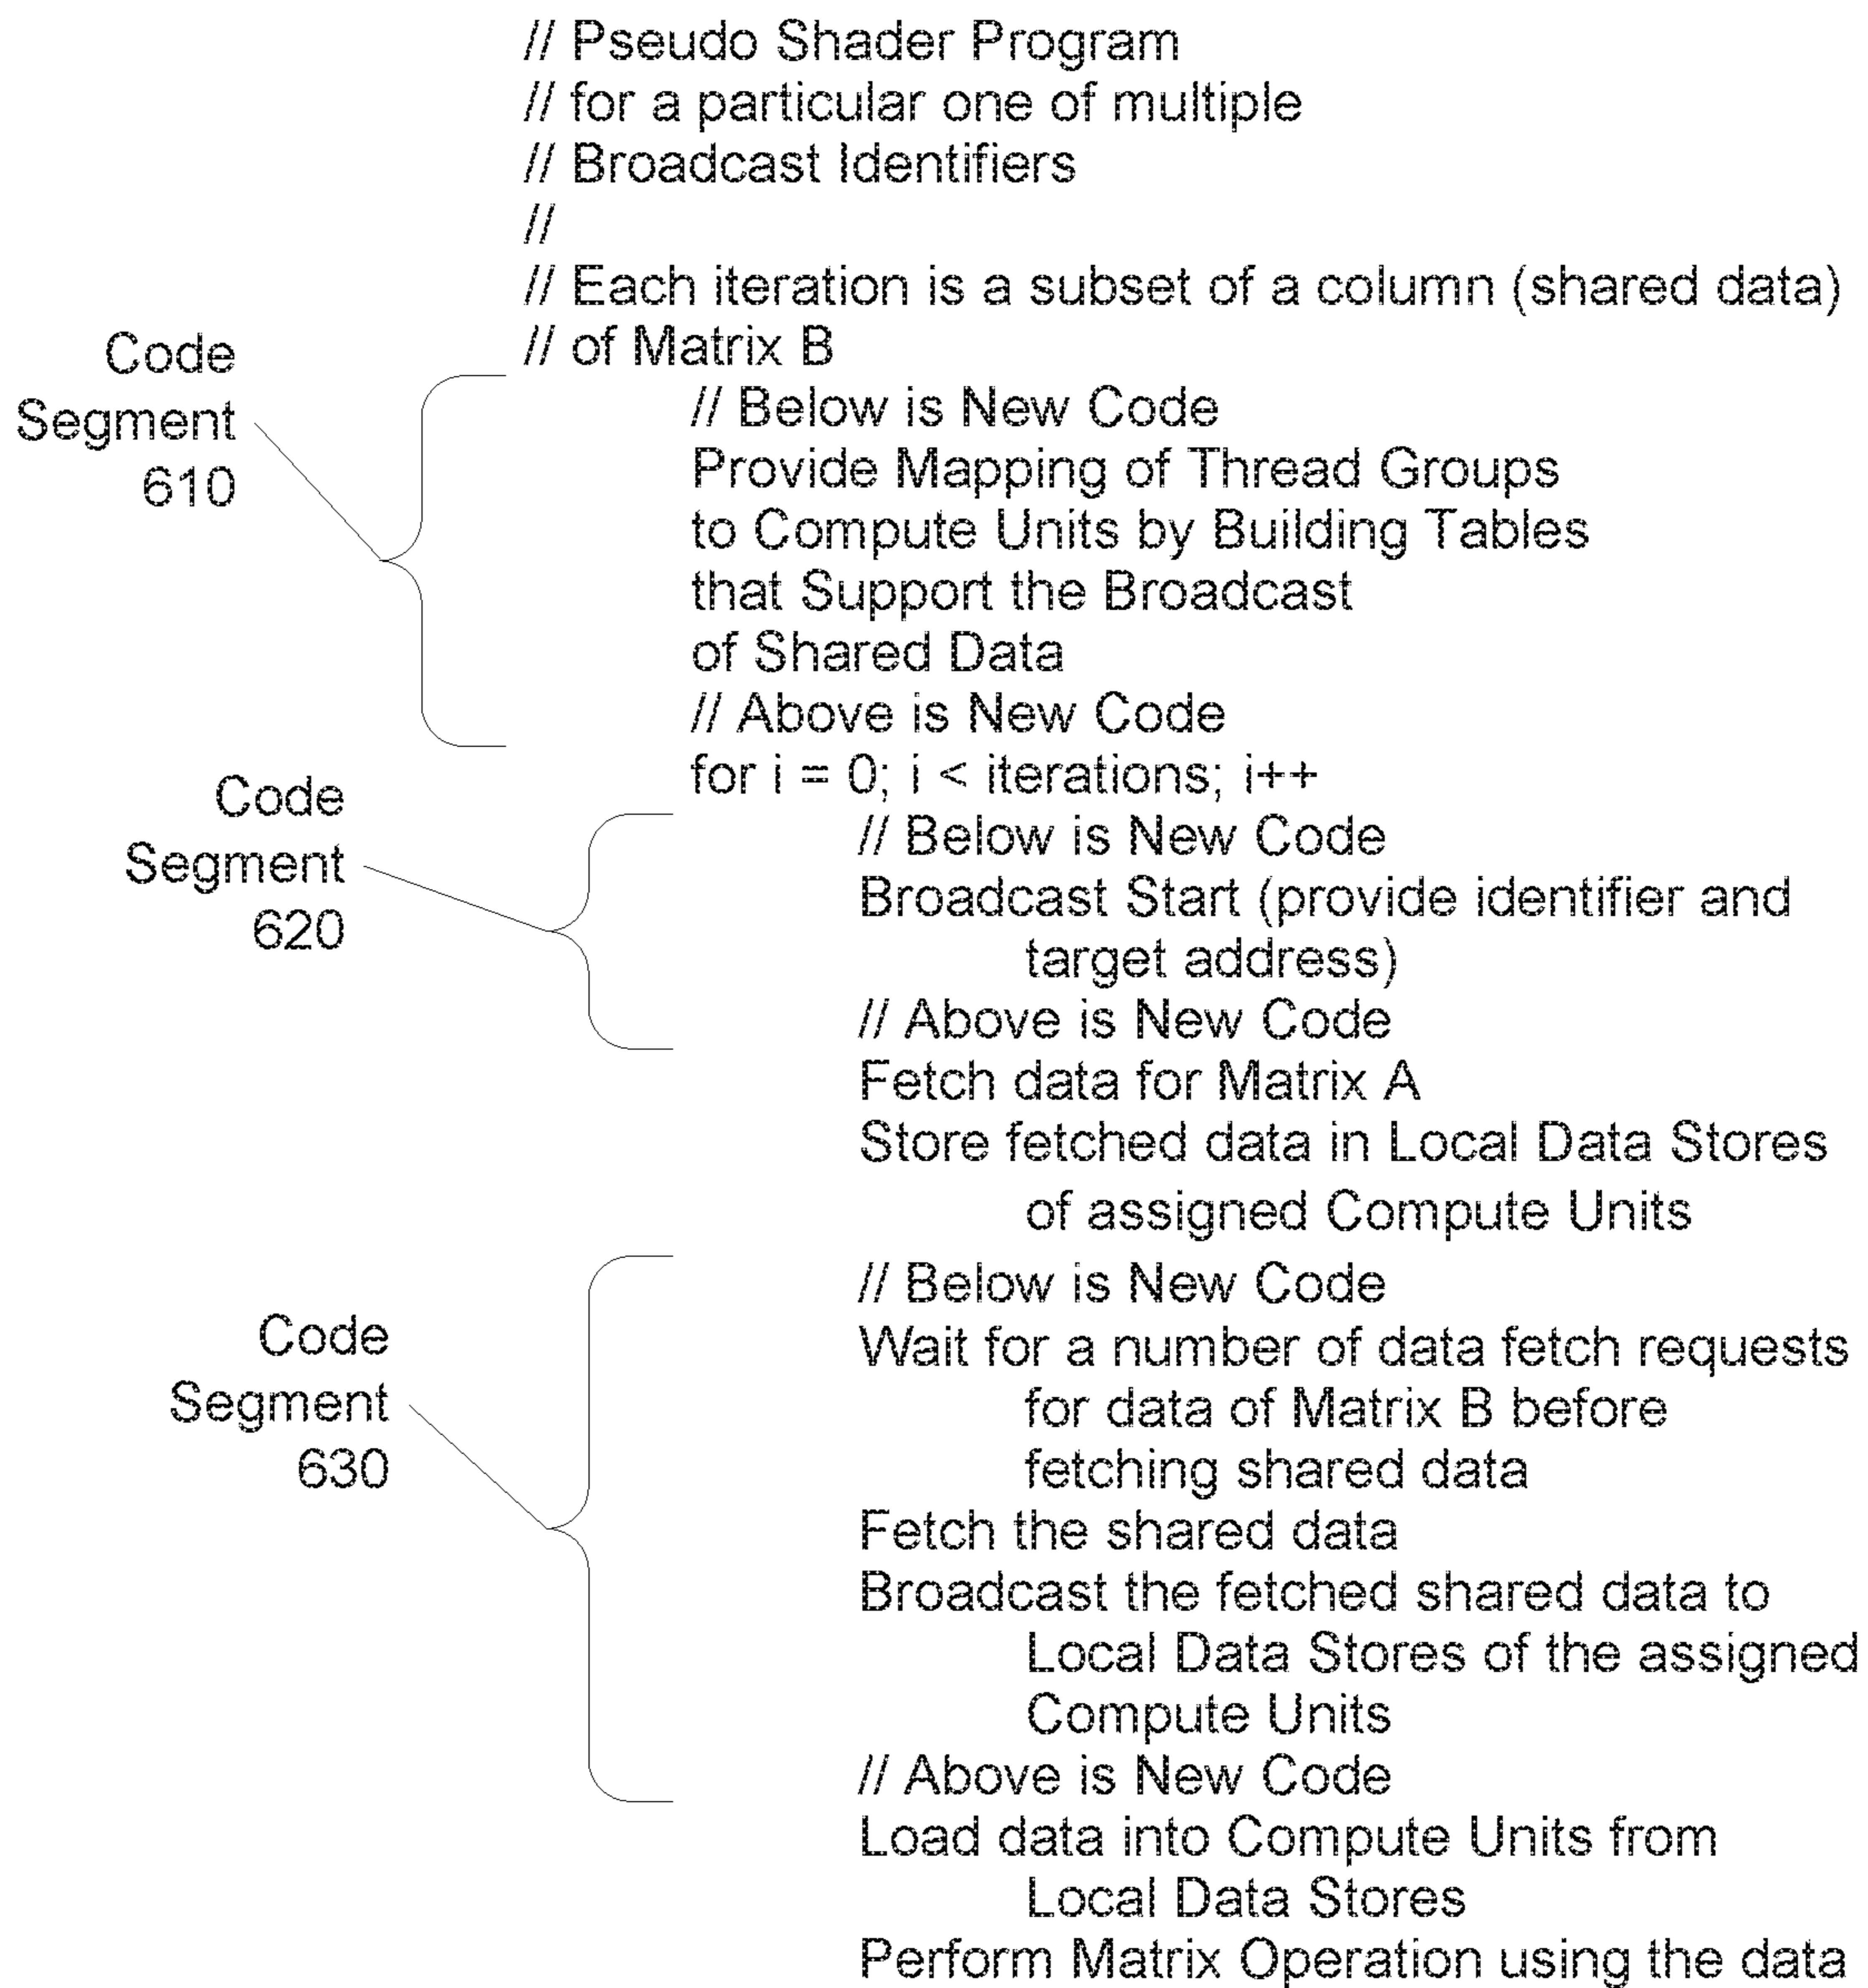 // Pseudo Shader Program
// for a particular one of multiple
// Broadcast Identifiers
//
// Each iteration is a subset of a column (shared data)
// of Matrix B
Code
Segment
610
// Below is New Code
Provide Mapping of Thread Groups
to Compute Units by Building Tables
that Support the Broadcast
of Shared Data
// Above is New Code
for i = 0; i < iterations; i++
Code
Segment
620
// Below is New Code
Broadcast Start (provide identifier and
target address)
// Above is New Code
Fetch data for Matrix A
Store fetched data in Local Data Stores
of assigned Compute Units
Code
Segment
630
// Below is New Code
Wait for a number of data fetch requests
for data of Matrix B before
fetching shared data
Fetch the shared data
Broadcast the fetched shared data to
Local Data Stores of the assigned
Compute Units
// Above is New Code
Load data into Compute Units from
Local Data Stores
Perform Matrix Operation using the data